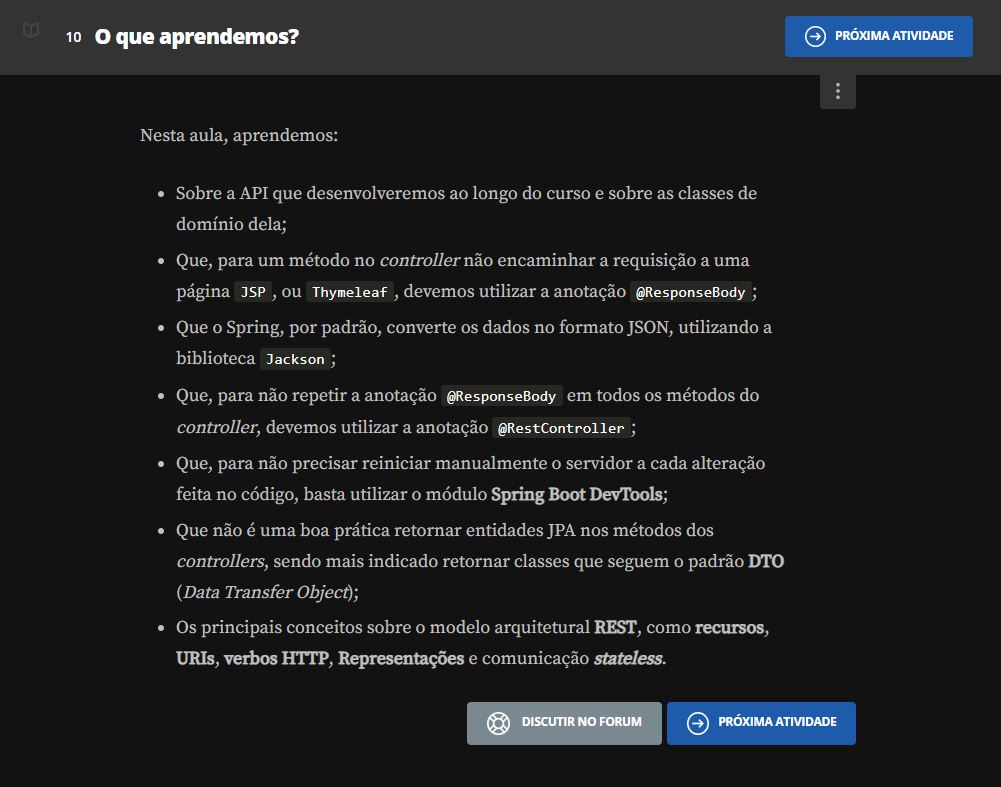 10 O que aprendemos?
PRÓXIMA ATIVIDADE
Nesta aula, aprendemos:
• Sobre a API que desenvolveremos ao longo do curso e sobre as classes de
domínio dela;
• Que, para um método no controller não encaminhar a requisição a uma
página JSP, ou Thymeleaf, devemos utilizar a anotação @ResponseBody;
• Que o Spring, por padrão, converte os dados no formato JSON, utilizando a
biblioteca Jackson;
• Que, para não repetir a anotação @ResponseBody em todos os métodos do
controller, devemos utilizar a anotação @RestController;
• Que, para não precisar reiniciar manualmente o servidor a cada alteração
feita no código, basta utilizar o módulo Spring Boot DevTools;
• Que não é uma boa prática retornar entidades JPA nos métodos dos
controllers, sendo mais indicado retornar classes que seguem o padrão DTO
(Data Transfer Object);
• Os principais conceitos sobre o modelo arquitetural REST, como recursos,
URIs, verbos HTTP, Representações e comunicação stateless.
DISCUTIR NO FORUM
PRÓXIMA ATIVIDADE